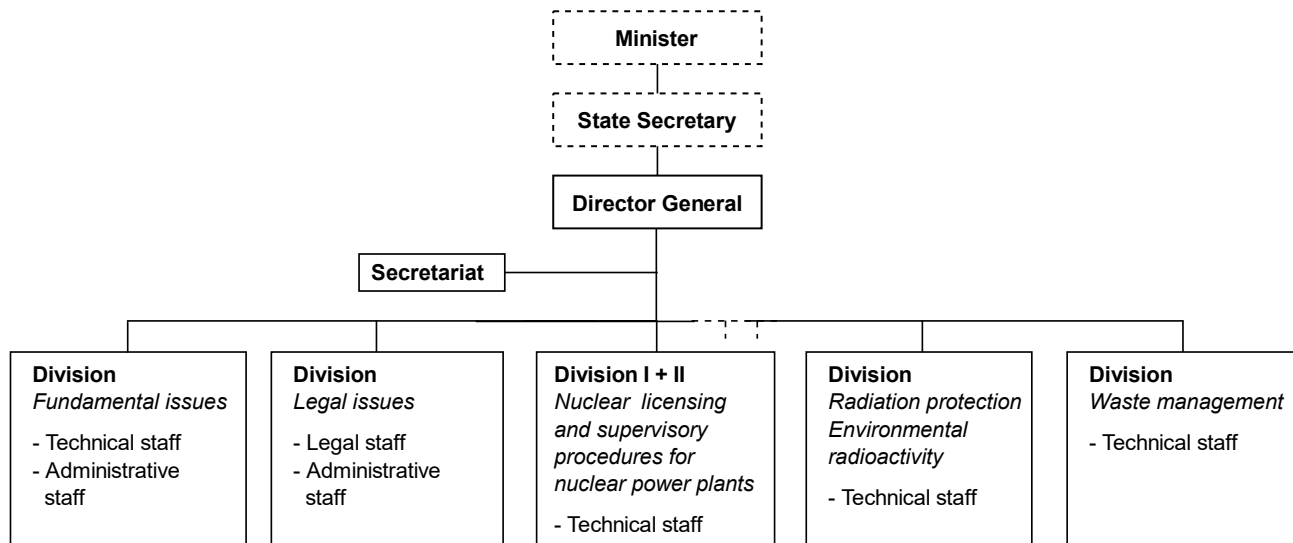 Minister
State Secretary
Director General
Secretariat
Division
Fundamental issues
- Technical staff
- Administrative
staff
Division
Legal issues
- Legal staff
- Administrative
staff
Division I + II
Nuclear licensing
and supervisory
procedures for
nuclear power plants
- Technical staff
Division
Radiation protection
Environmental
radioactivity
- Technical staff
Division
Waste management
- Technical staff